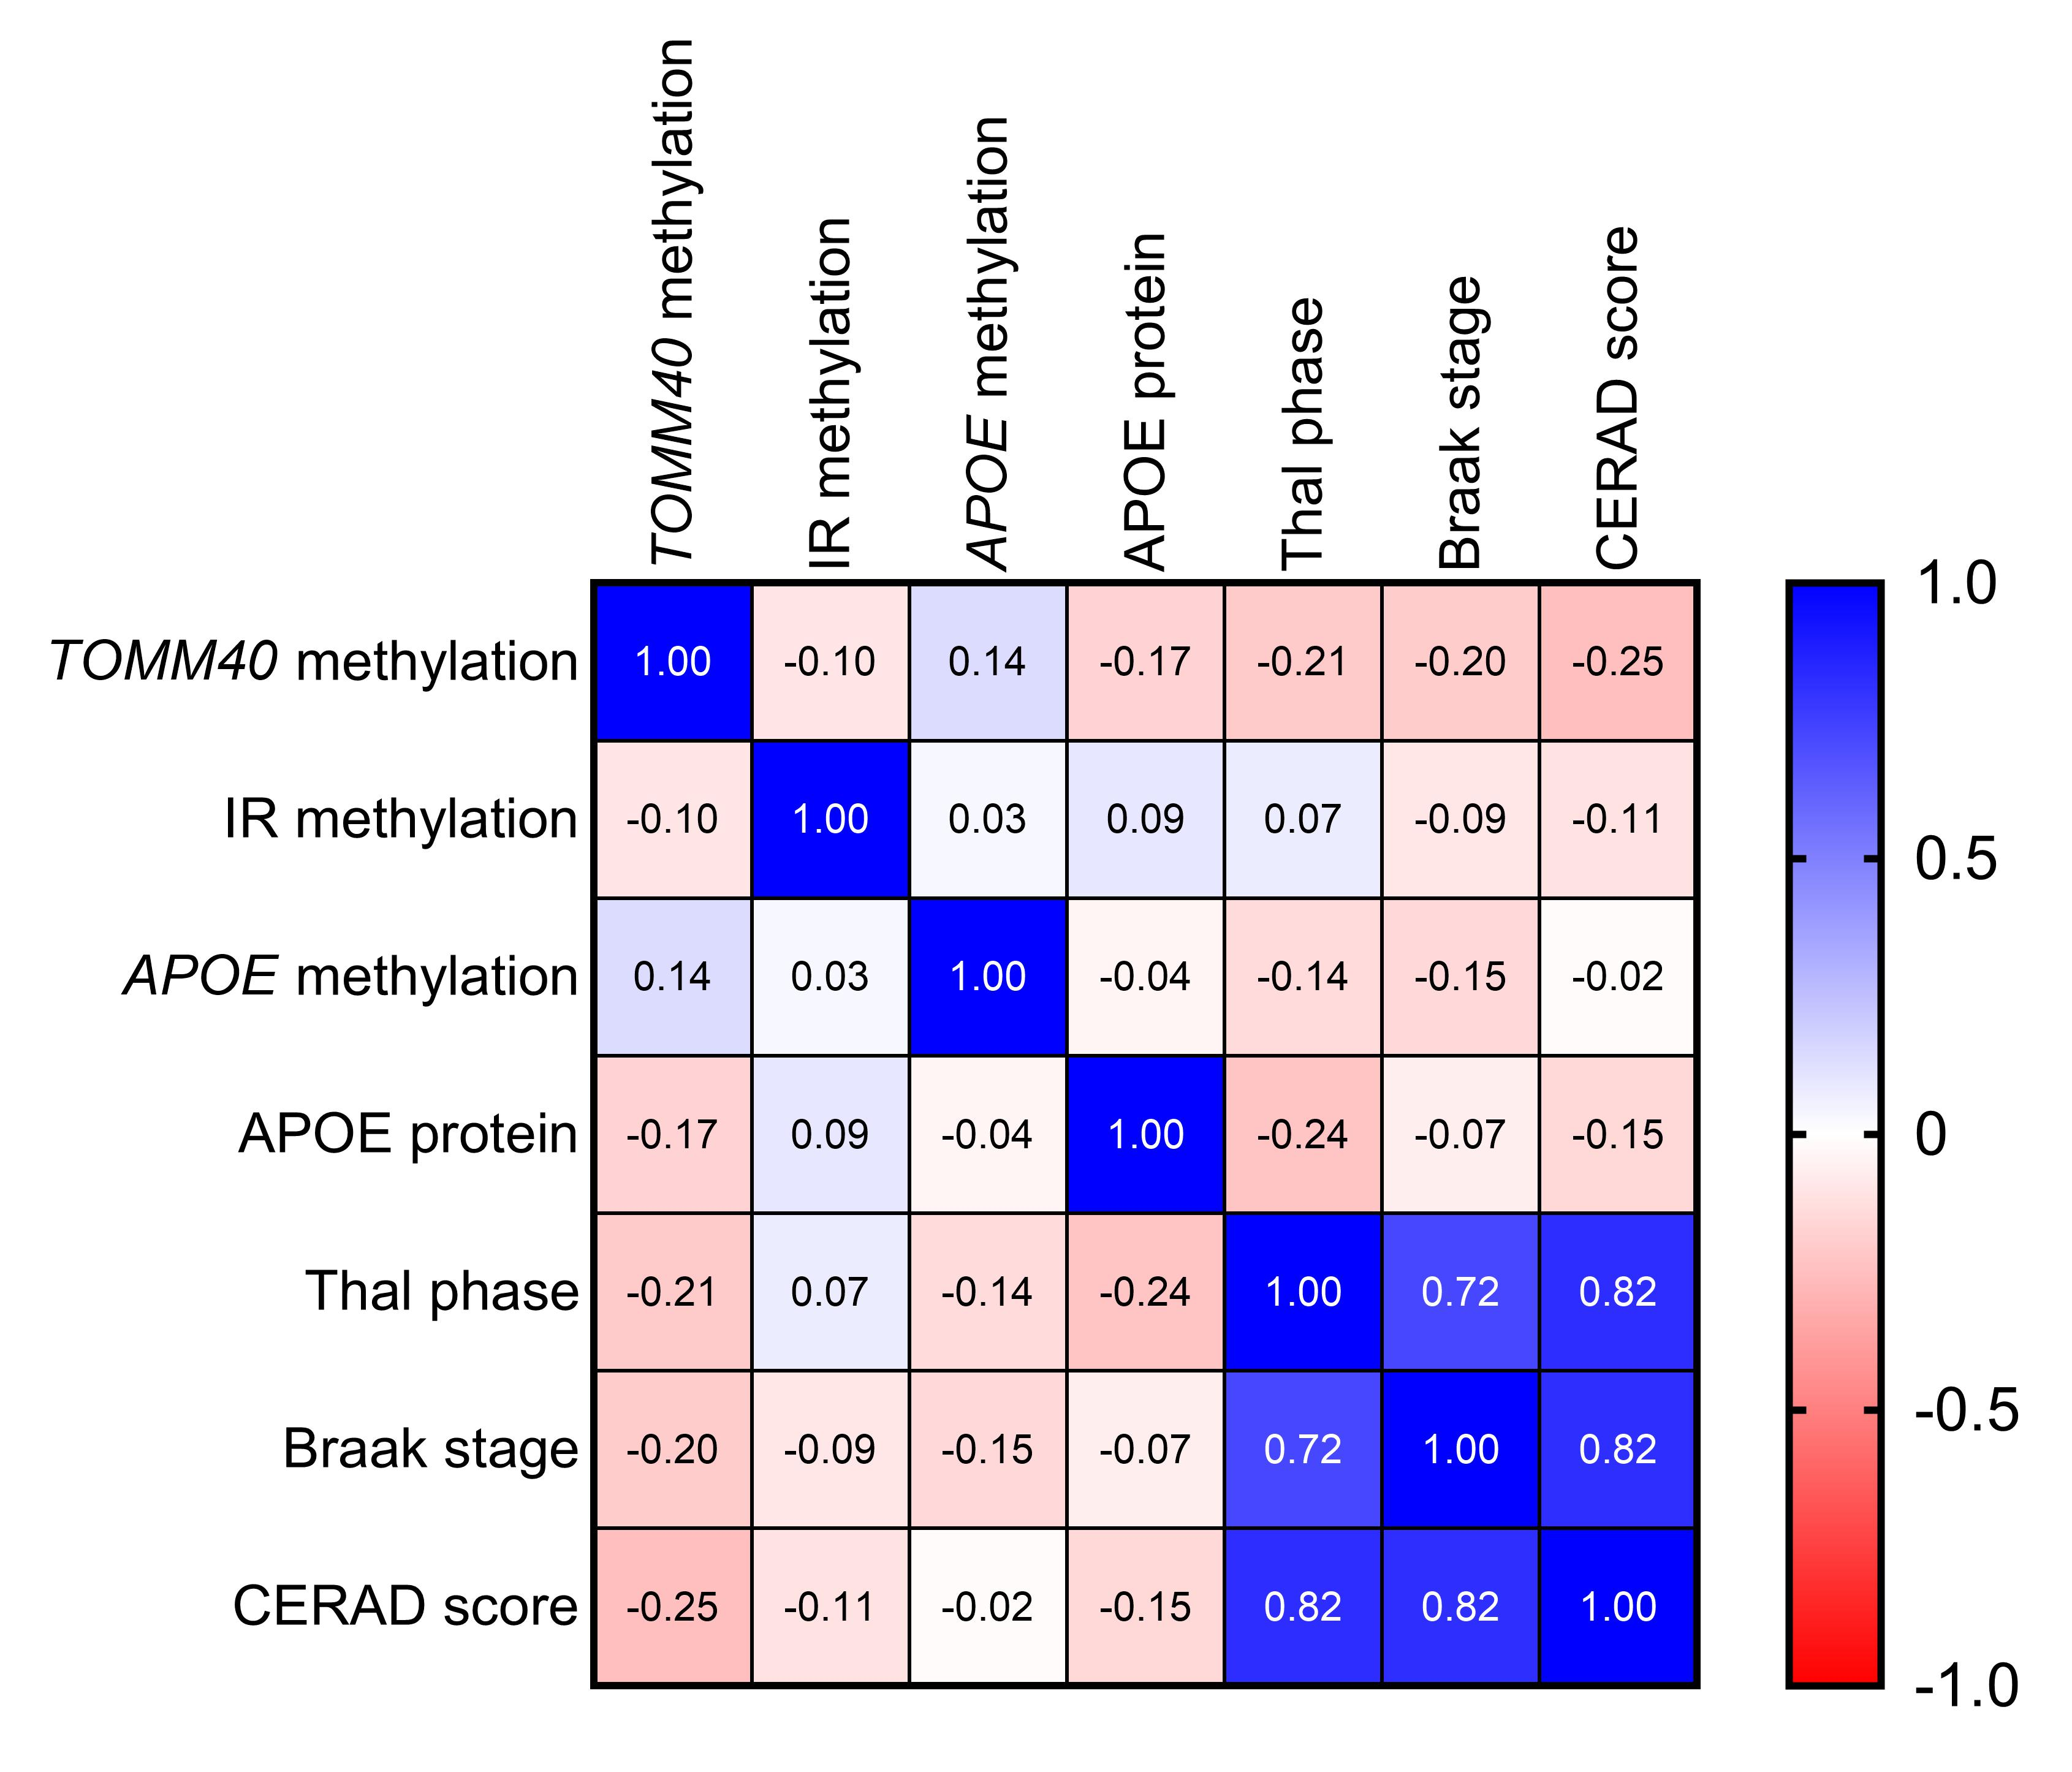 TOMM40 methylation
IR methylation
APOE methylation
APOE protein
Thal phase
Braak stage
CERAD score
TOMM40 methylation 1.00 -0.10 0.14 -0.17 -0.21 -0.20 -0.25
IR methylation -0.10 1.00 0.03 0.09 0.07 -0.09 -0.11
APOE methylation 0.14 0.03 1.00 -0.04 -0.14 -0.15 -0.02
APOE protein -0.17 0.09 -0.04 1.00 -0.24 -0.07 -0.15
Thal phase -0.21 0.07 -0.14 -0.24 1.00 0.72 0.82
Braak stage -0.20 -0.09 -0.15 -0.07 0.72 1.00 0.82
CERAD score -0.25 -0.11 -0.02 -0.15 0.82 0.82 1.00
1.0
0.5
0
-0.5
-1.0